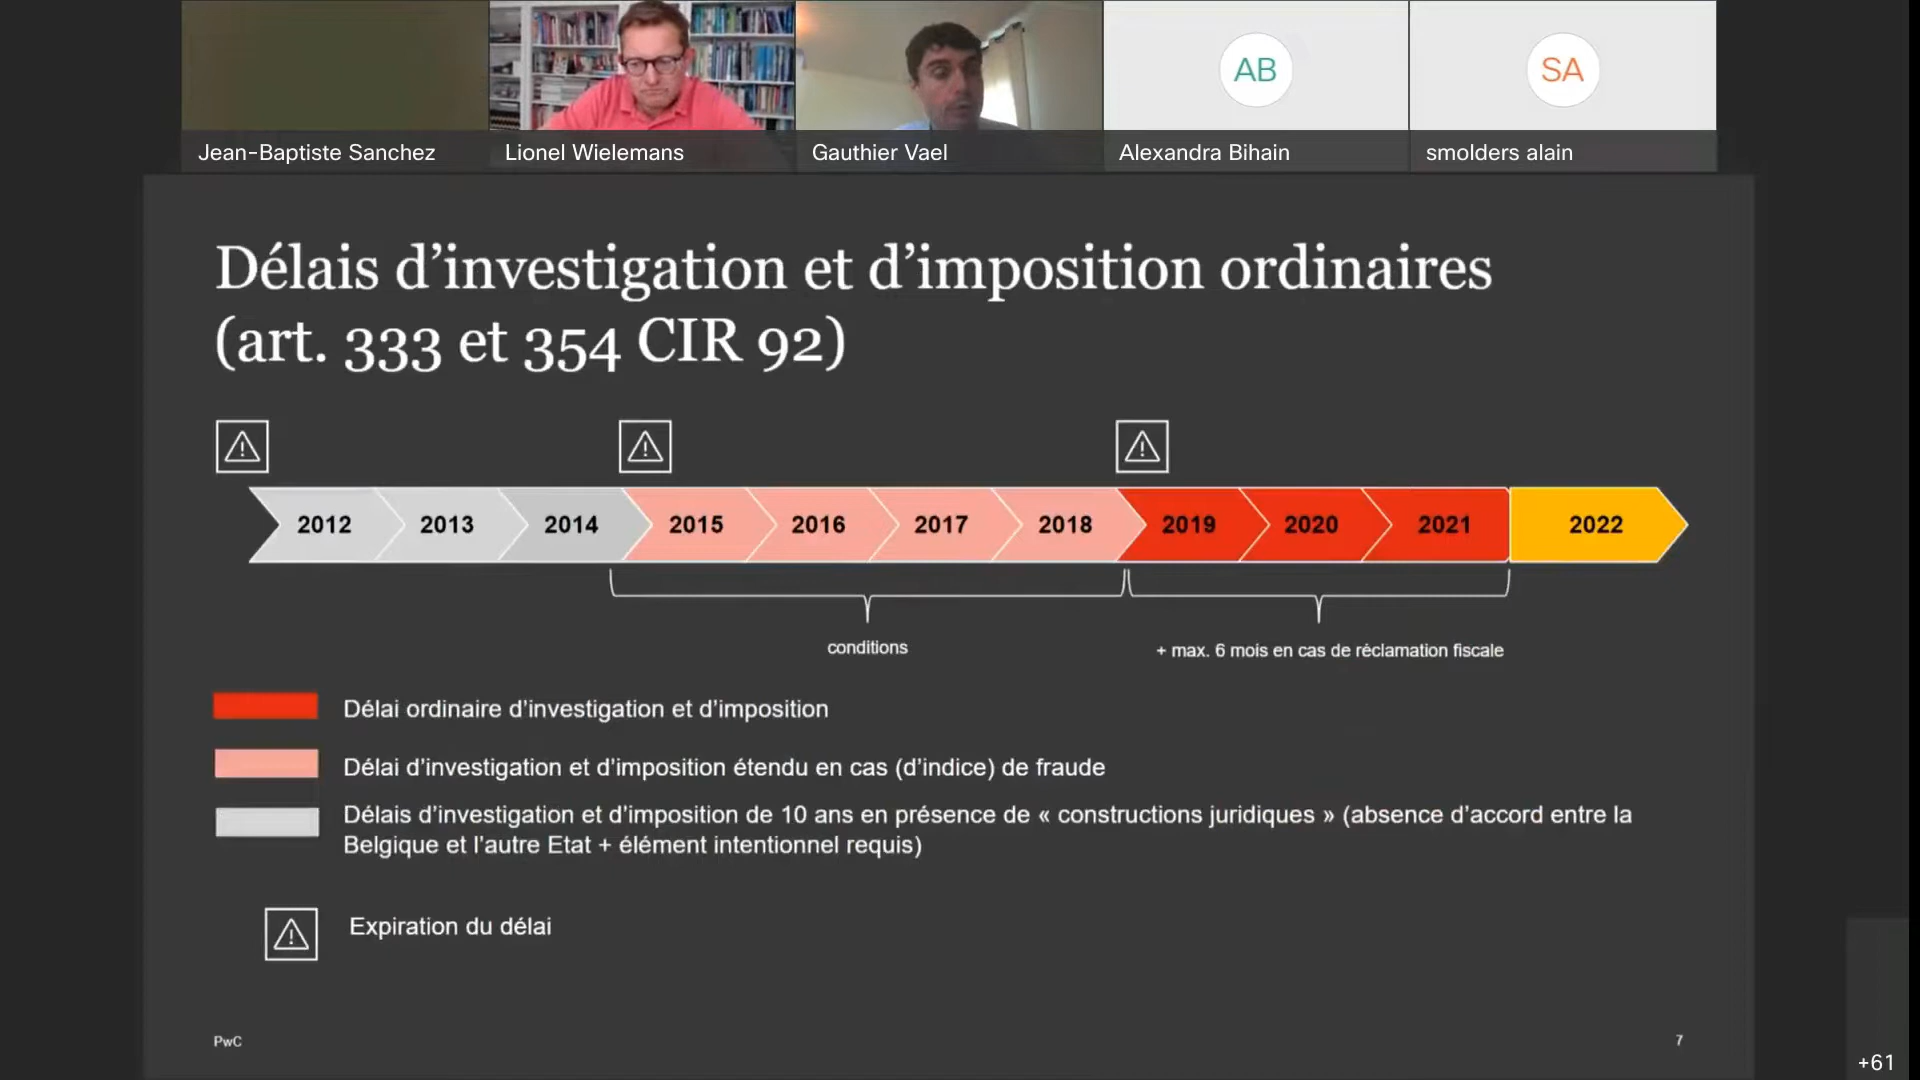 AB
SA
Jean-Baptiste Sanchez
Lionel Wielemans
Gauthier Vael
Alexandra Bihain
smolders alain
Délais d’investigation et d’imposition ordinaires
(art. 333 et 354 CIR 92)
2012
2013
2014
2015
2016
2017
2018
2019
2020
2021
2022
conditions
+ max. 6 mois en cas de réclamation fiscale
Délai ordinaire d’investigation et d’imposition
Délai d’investigation et d’imposition étendu en cas (d’indice) de fraude
Délais d’investigation et d’imposition de 10 ans en présence de « constructions juridiques » (absence d’accord entre la
Belgique et l’autre Etat + élément intentionnel requis)
Expiration du délai
PwC
7
+61